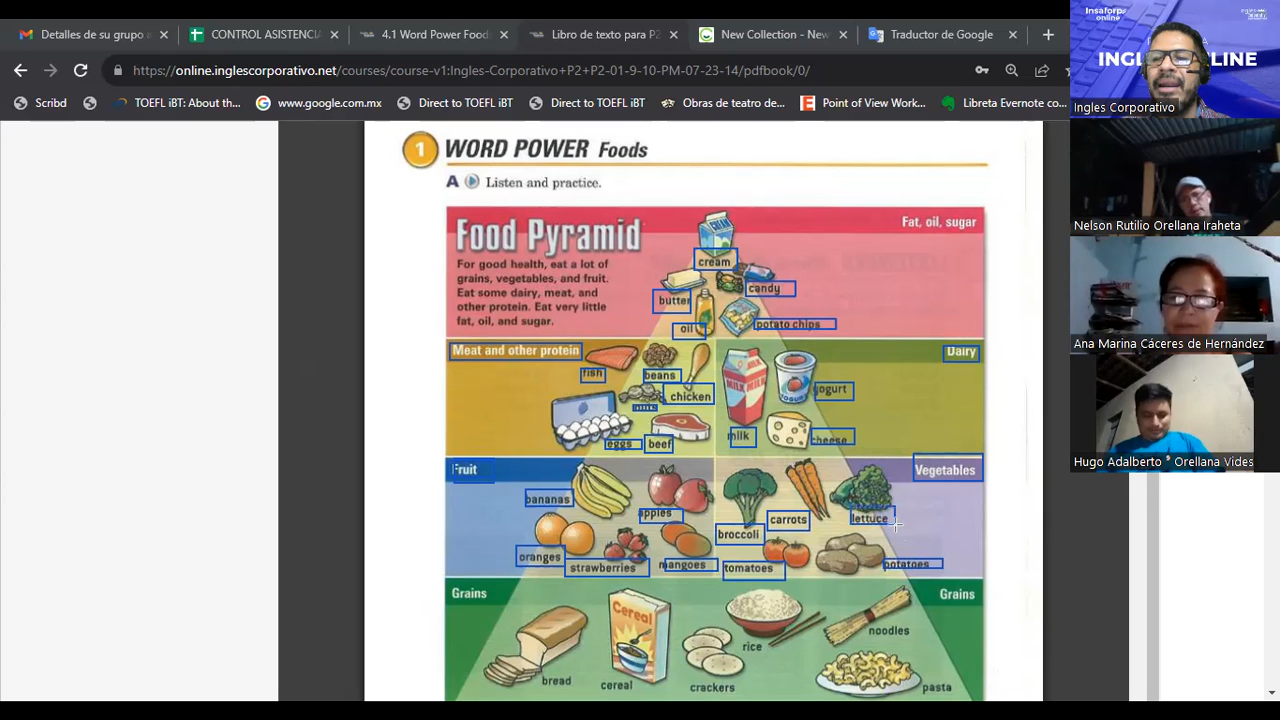 Detalles de su grupo a
CONTROL ASISTENCIA
4.1 Word Power Foods
Libro de texto para P2
New Collection - New
Traductor de Google
https://online.inglescorporativo.net/courses/course-v1:Ingles+Corporativo+P2+P2-01-9-10-PM-07-23-14/pdfbook/0/
Scribd
TOEFL iBT: About th...
www.google.com.mx
Direct to TOEFL iBT
Direct to TOEFL iBT
Obras de teatro de...
Point of View Work...
Libreta Evernote co...
1 WORD POWER Foods
A Listen and practice.
Food Pyramid
For good health, eat a lot of
grains, vegetables, and fruit.
Eat some dairy, meat, and
other protein. Eat very little
fat, oil, and sugar.
Fat, oil, sugar
CREAM
cream
candy
butter
oil
potato chips
Meat and other protein
Dairy
fish
beans
chicken
eggs
beef
MILK
YOGURT
yogurt
milk
cheese
Fruit
Vegetables
bananas
apples
oranges
strawberries
mangoes
broccoli
carrots
lettuce
tomatoes
potatoes
Grains
Grains
Cereal
bread
cereal
crackers
rice
noodles
pasta
Insaforp
online
Ingles Corporativo
Nelson Rutilio Orellana Iraheta
Ana Marina Cáceres de Hernández
Hugo Adalberto Orellana Vides